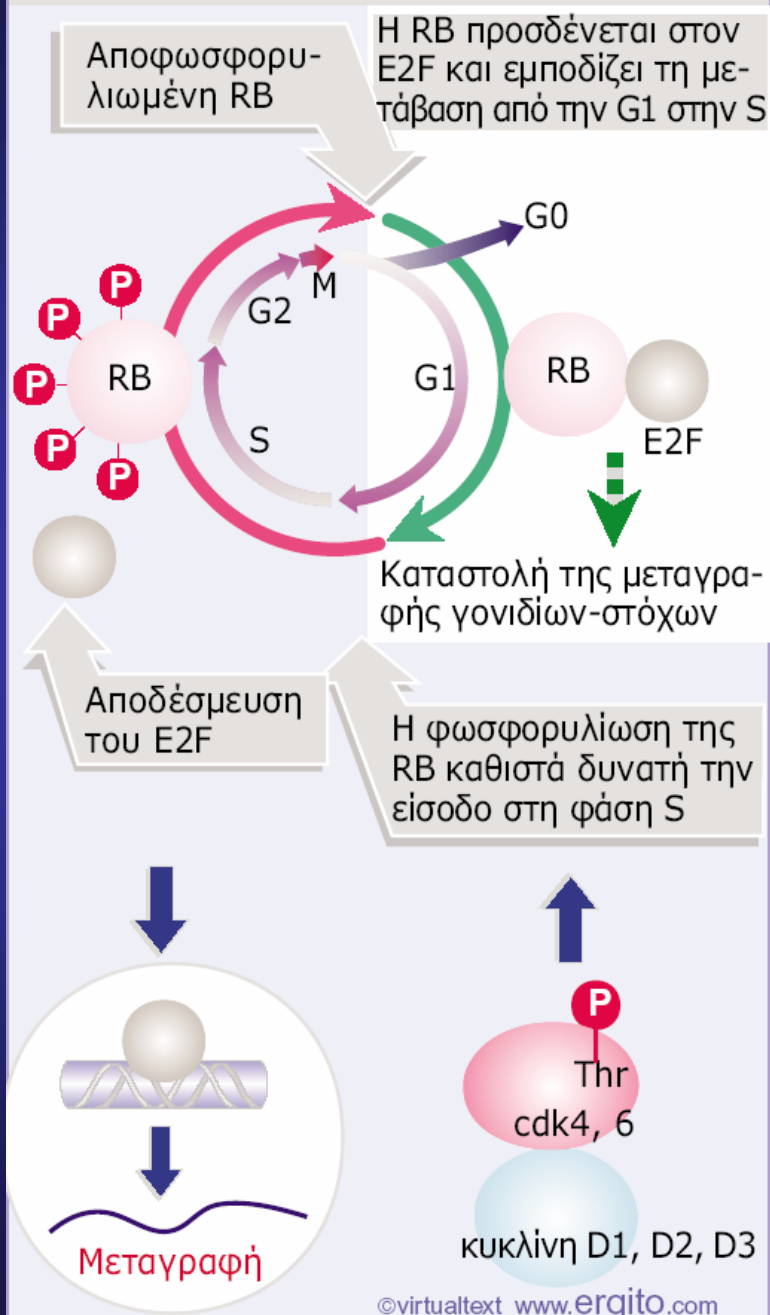 Αποφωσφορυ-
λιωμένη RB
Η RB προσδένεται στον
E2F και εμποδίζει τη με-
τάβαση από την G1 στην S
G0
M
G2
G1
S
P
P
P
P
P
RB
RB
E2F
Καταστολή της μεταγρα-
φής γονιδίων-στόχων
Αποδέσμευση
του E2F
Η φωσφορυλίωση της
RB καθιστά δυνατή την
είσοδο στη φάση S
P
Thr
cdk4, 6
κυκλίνη D1, D2, D3
Μεταγραφή
©virtualtext www.ergito.com